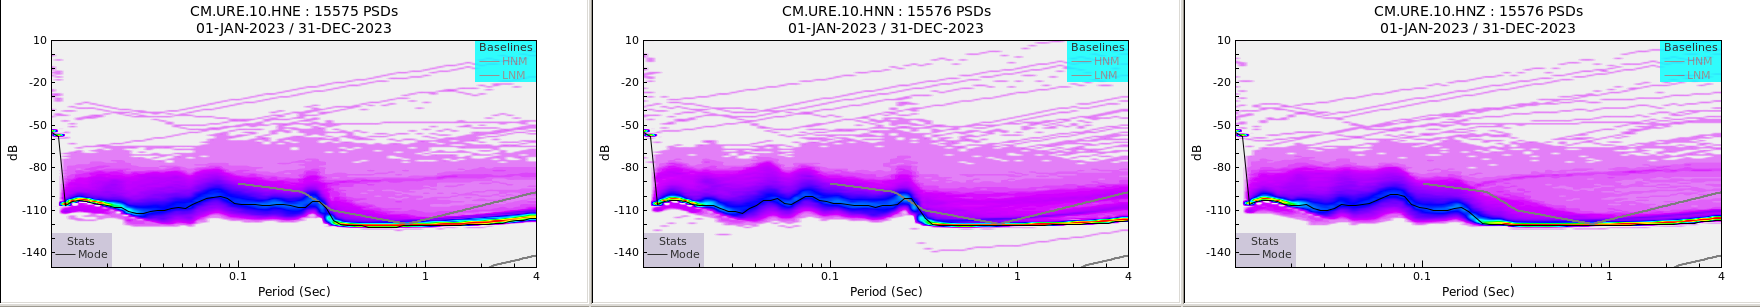 CM.URE.10.HNE : 15575 PSDs
01-JAN-2023 / 31-DEC-2023
10
-20
-50
-80
-110
-140
dB
Baselines
HNM
LNM
Stats
Mode
0.1
1
4
Period (Sec)
CM.URE.10.HNN : 15576 PSDs
01-JAN-2023 / 31-DEC-2023
10
-20
-50
-80
-110
-140
dB
Baselines
HNM
LNM
Stats
Mode
0.1
1
4
Period (Sec)
CM.URE.10.HNZ : 15576 PSDs
01-JAN-2023 / 31-DEC-2023
10
-20
-50
-80
-110
-140
dB
Baselines
HNM
LNM
Stats
Mode
0.1
1
4
Period (Sec)